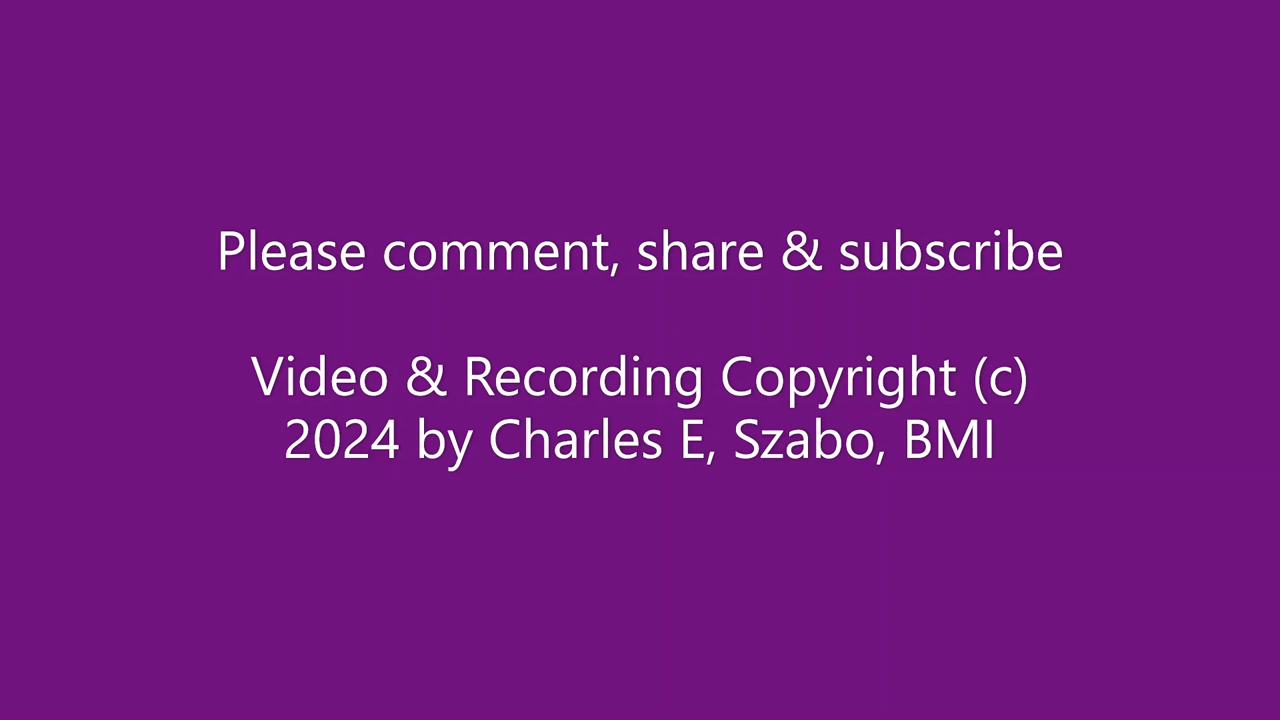 Please comment, share & subscribe
Video & Recording Copyright (c)
2024 by Charles E, Szabo, BMI